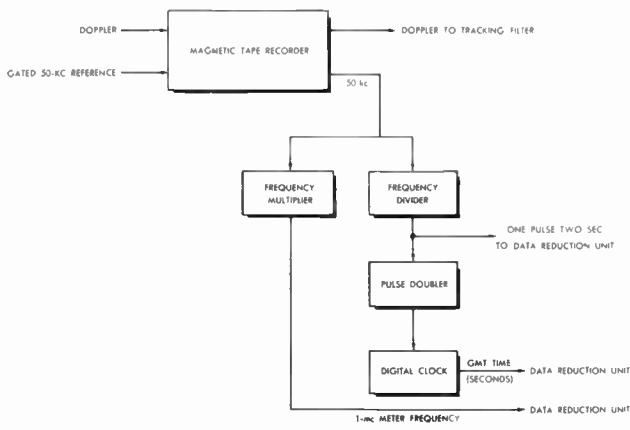 DOPPLER
MAGNETIC TAPE RECORDER
DOPPLER TO TRACKING FILTER
GATED 50-KC REFERENCE
50 kc
FREQUENCY
MULTIPLIER
FREQUENCY
DIVIDER
ONE PULSE TWO SEC
TO DATA REDUCTION UNIT
PULSE DOUBLER
DIGITAL CLOCK
GMT TIME
(SECONDS)
DATA REDUCTION UNIT
1-mc METER FREQUENCY
DATA REDUCTION UNIT